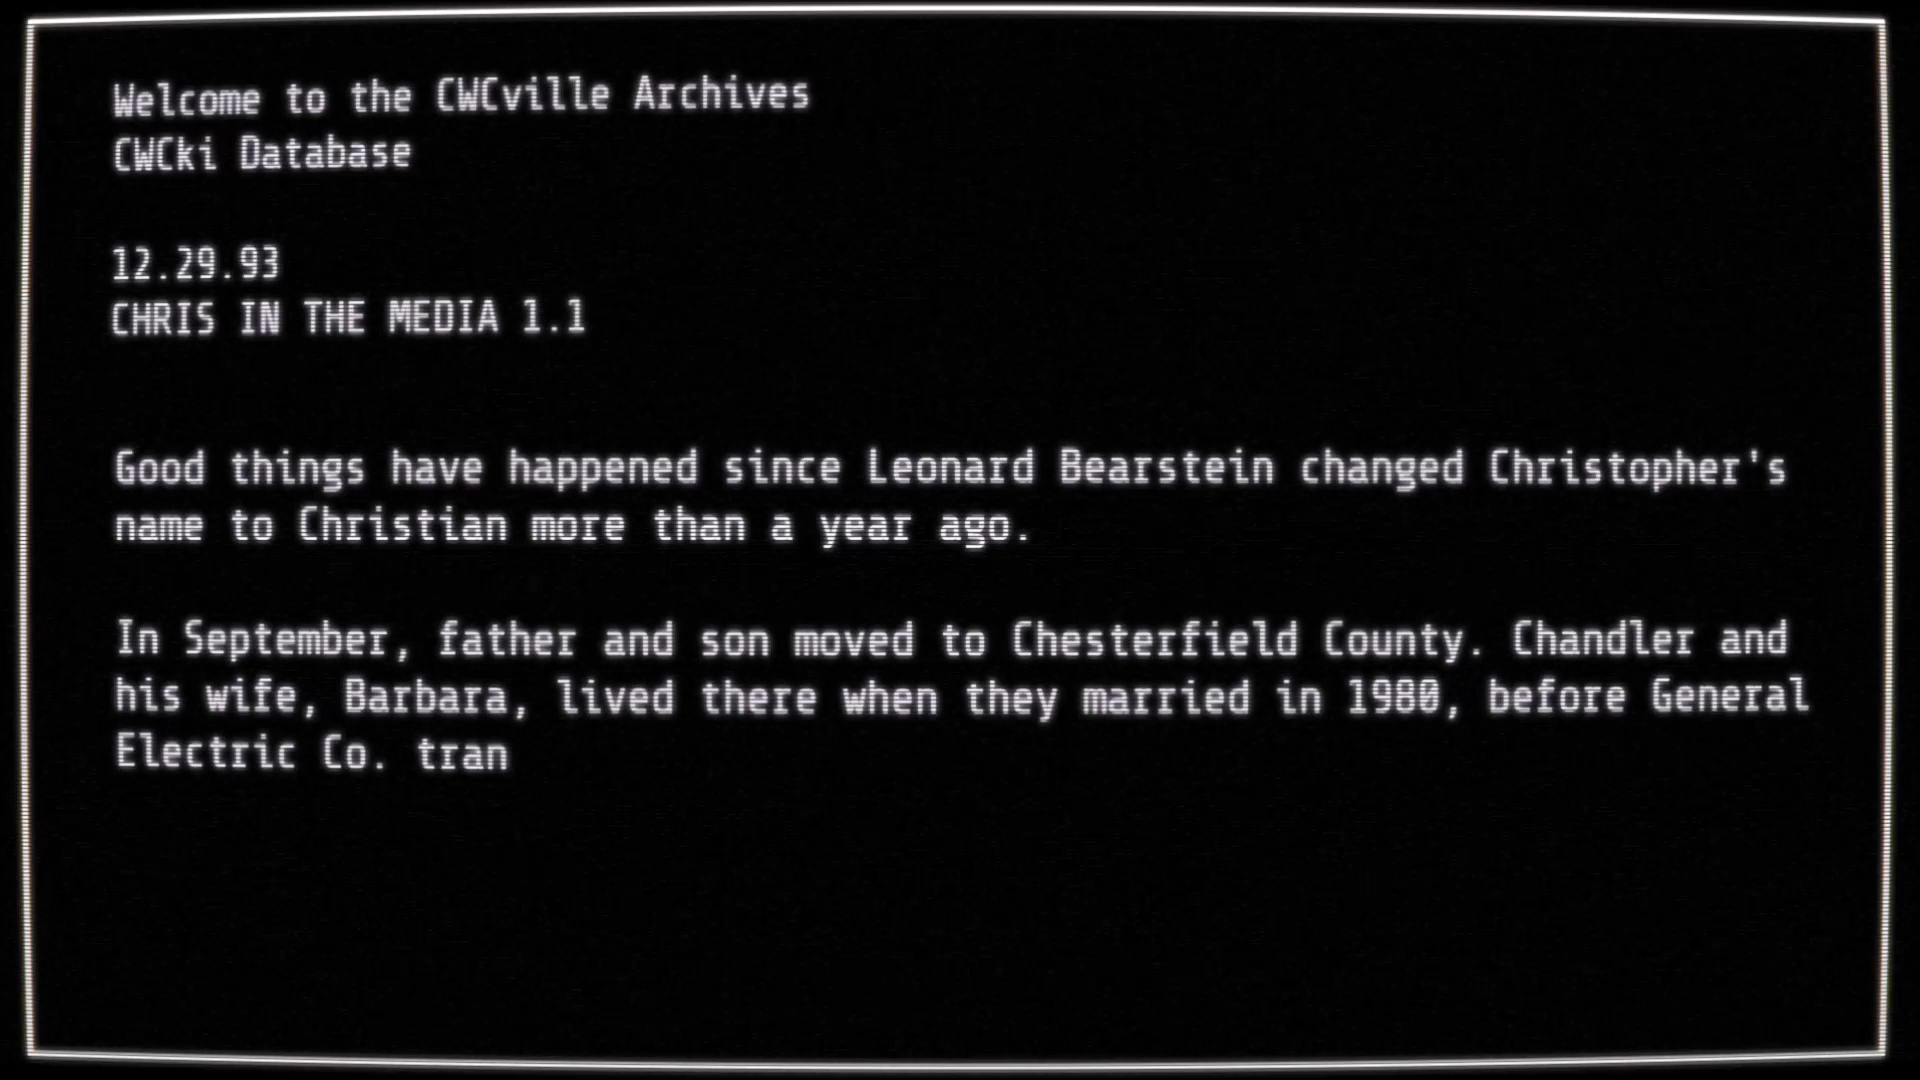 Welcome to the CWCville Archives
CWCki Database
12.29.93
CHRIS IN THE MEDIA 1.1
Good things have happened since Leonard Bearstein changed Christopher's
name to Christian more than a year ago.
In September, father and son moved to Chesterfield County. Chandler and
his wife, Barbara, lived there when they married in 1980, before General
Electric Co. tran